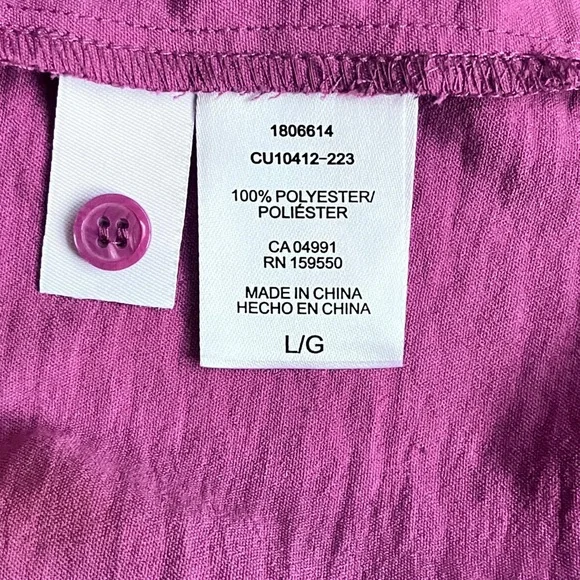 1806614
CU10412-223
100% POLYESTER/
POLIÉSTER
CA 04991
RN 159550
MADE IN CHINA
HECHO EN CHINA
L/G